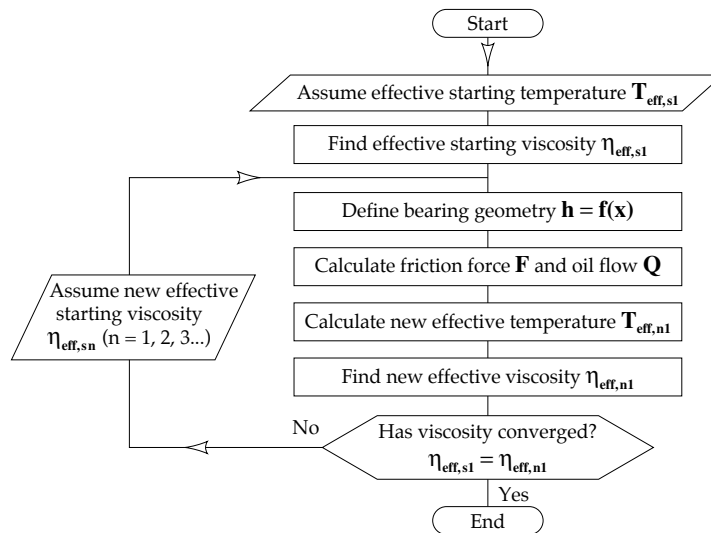 Start
Assume effective starting temperature T_eff,s1
Find effective starting viscosity η_eff,s1
Define bearing geometry h = f(x)
Calculate friction force F and oil flow Q
Assume new effective
starting viscosity
η_eff,sn (n = 1, 2, 3...)
Calculate new effective temperature T_eff,n1
Find new effective viscosity η_eff,n1
No
Has viscosity converged?
η_eff,s1 = η_eff,n1
Yes
End